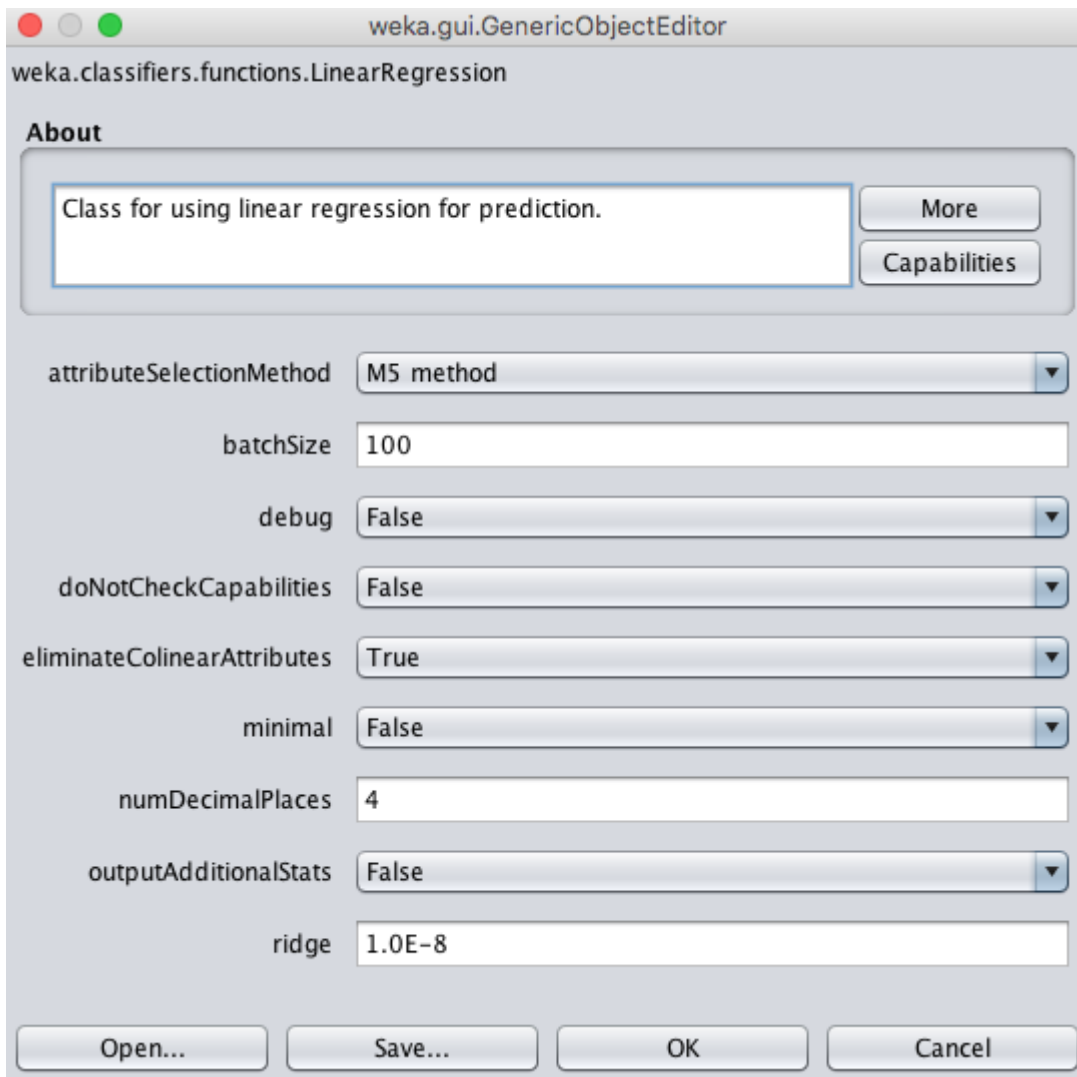 weka.gui.GenericObjectEditor
weka.classifiers.functions.LinearRegression
About
Class for using linear regression for prediction.
More
Capabilities
attributeSelectionMethod M5 method
batchSize 100
debug False
doNotCheckCapabilities False
eliminateColinearAttributes True
minimal False
numDecimalPlaces 4
outputAdditionalStats False
ridge 1.0E-8
Open... Save... OK Cancel